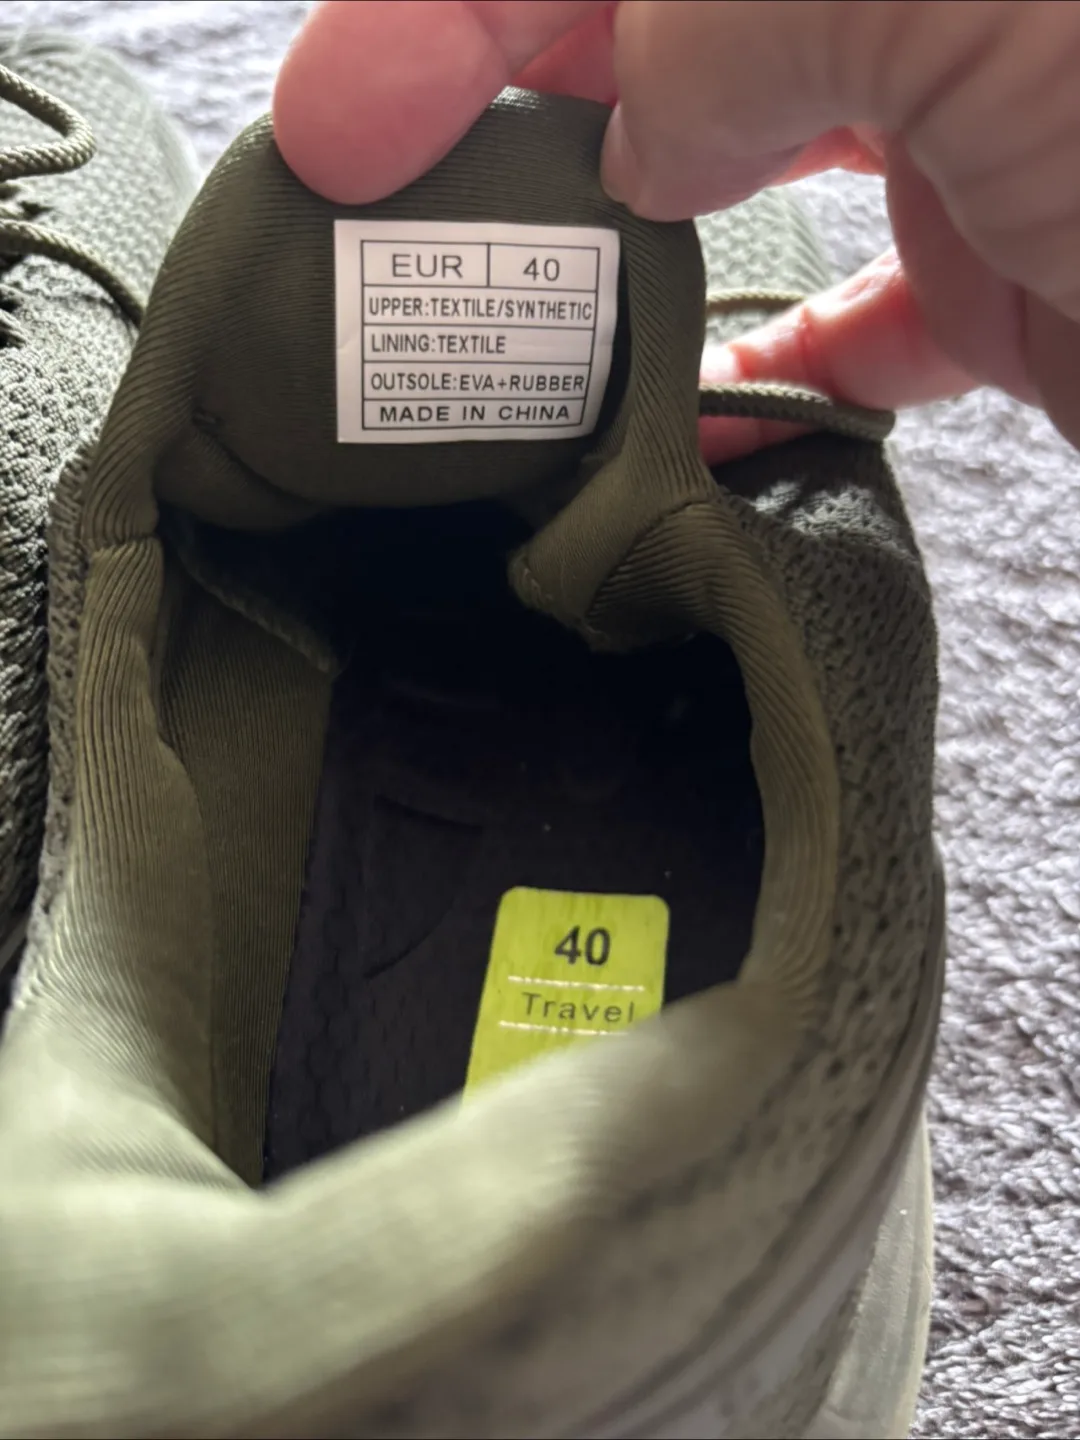 EUR 40
UPPER:TEXTILE/SYNTHETIC
LINING:TEXTILE
OUTSOLE:EVA+RUBBER
MADE IN CHINA
40
Travel